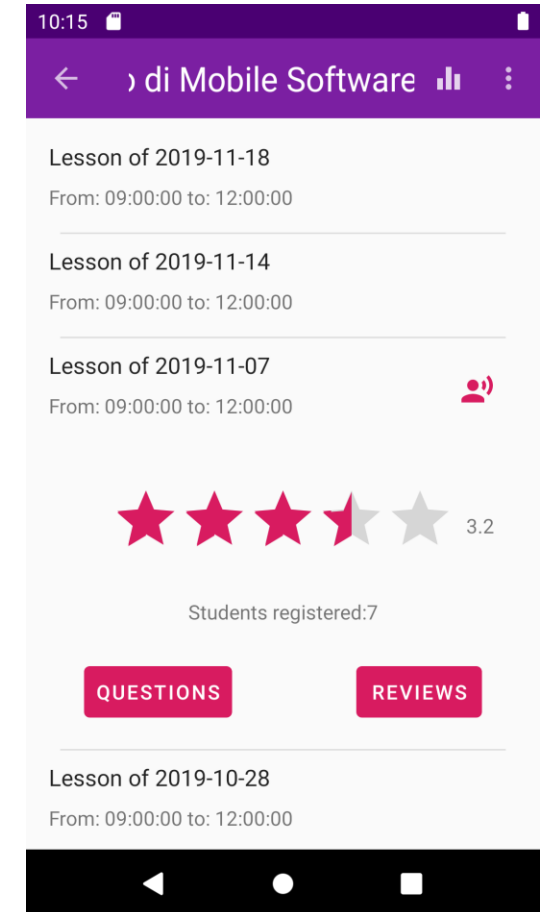 10:15
di Mobile Software
Lesson of 2019-11-18
From: 09:00:00 to: 12:00:00
Lesson of 2019-11-14
From: 09:00:00 to: 12:00:00
Lesson of 2019-11-07
From: 09:00:00 to: 12:00:00
3.2
Students registered:7
QUESTIONS
REVIEWS
Lesson of 2019-10-28
From: 09:00:00 to: 12:00:00